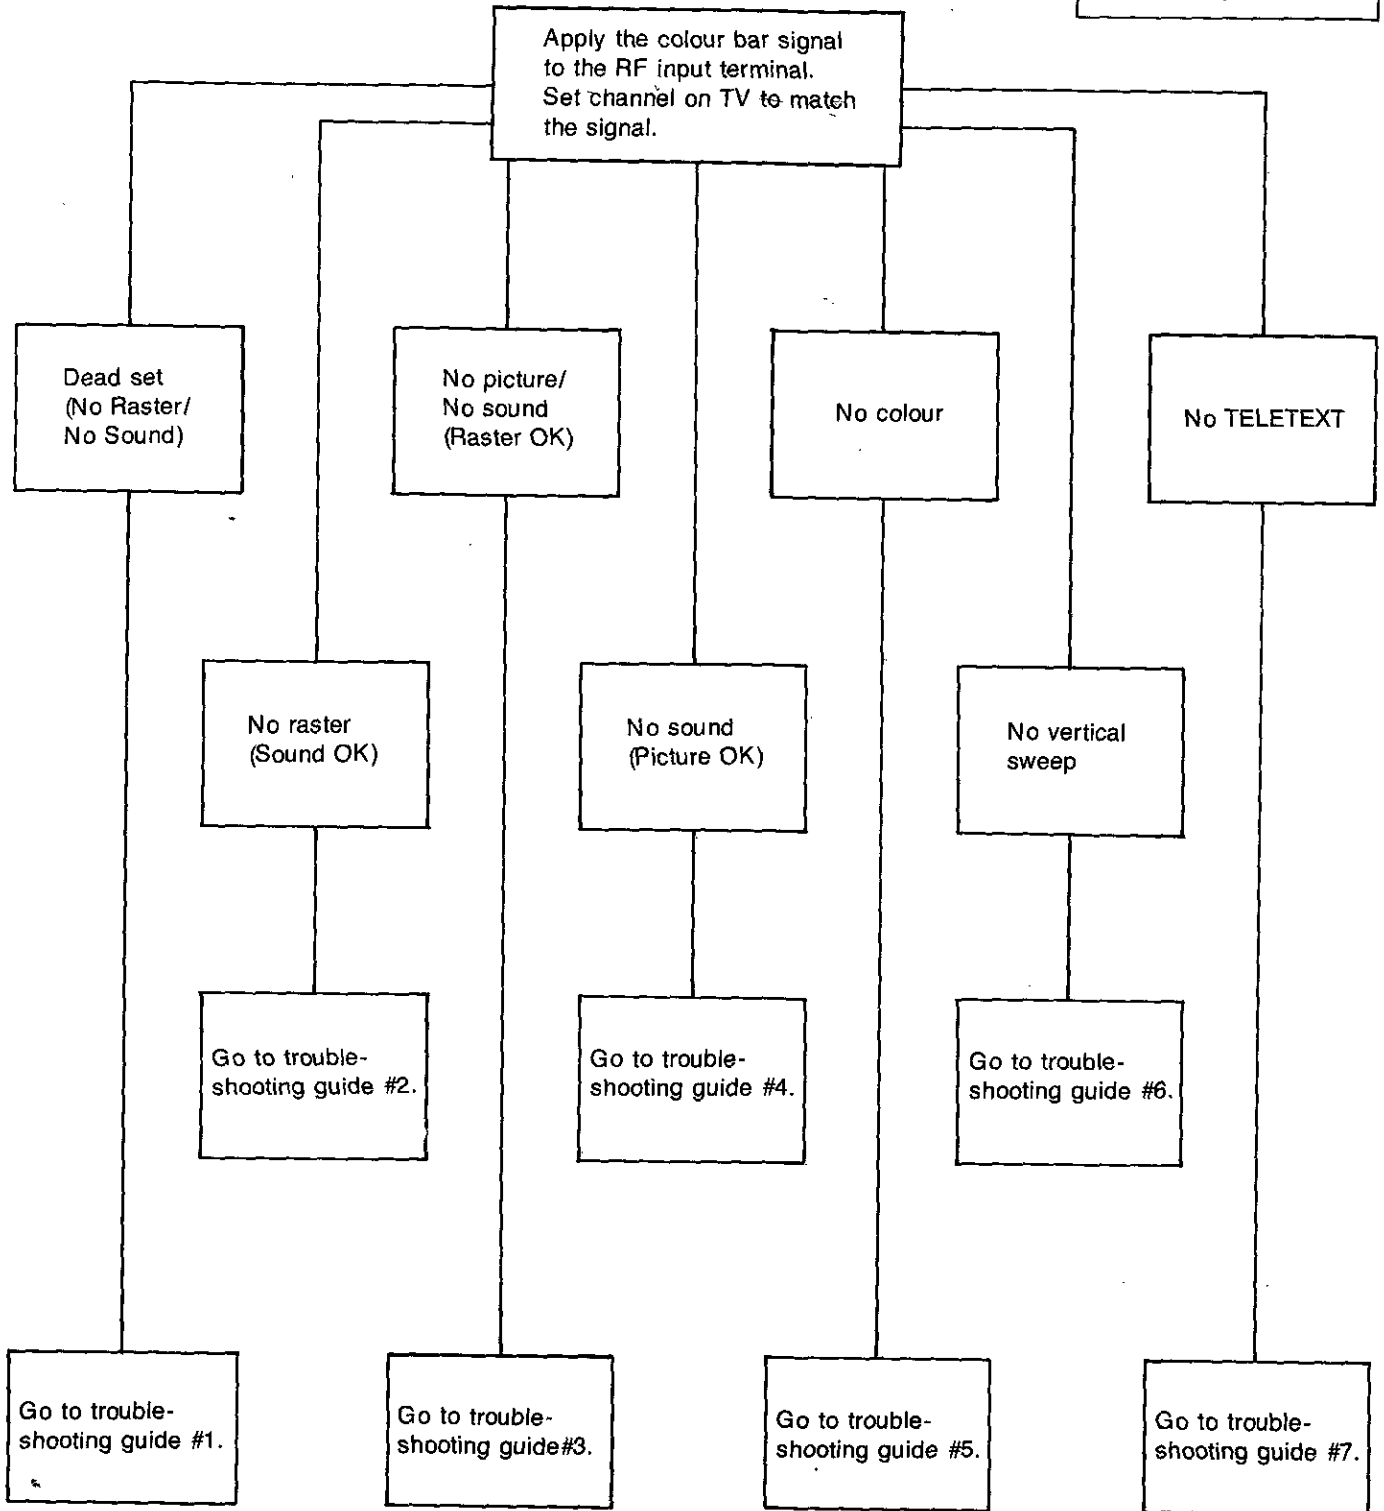 Apply the colour bar signal
to the RF input terminal.
Set channel on TV to match
the signal.
Dead set
(No Raster/
No Sound)
No picture/
No sound
(Raster OK)
No colour
No TELETEXT
No raster
(Sound OK)
No sound
(Picture OK)
No vertical
sweep
Go to trouble-
shooting guide #2.
Go to trouble-
shooting guide #4.
Go to trouble-
shooting guide #6.
Go to trouble-
shooting guide #1.
Go to trouble-
shooting guide#3.
Go to trouble-
shooting guide #5.
Go to trouble-
shooting guide #7.